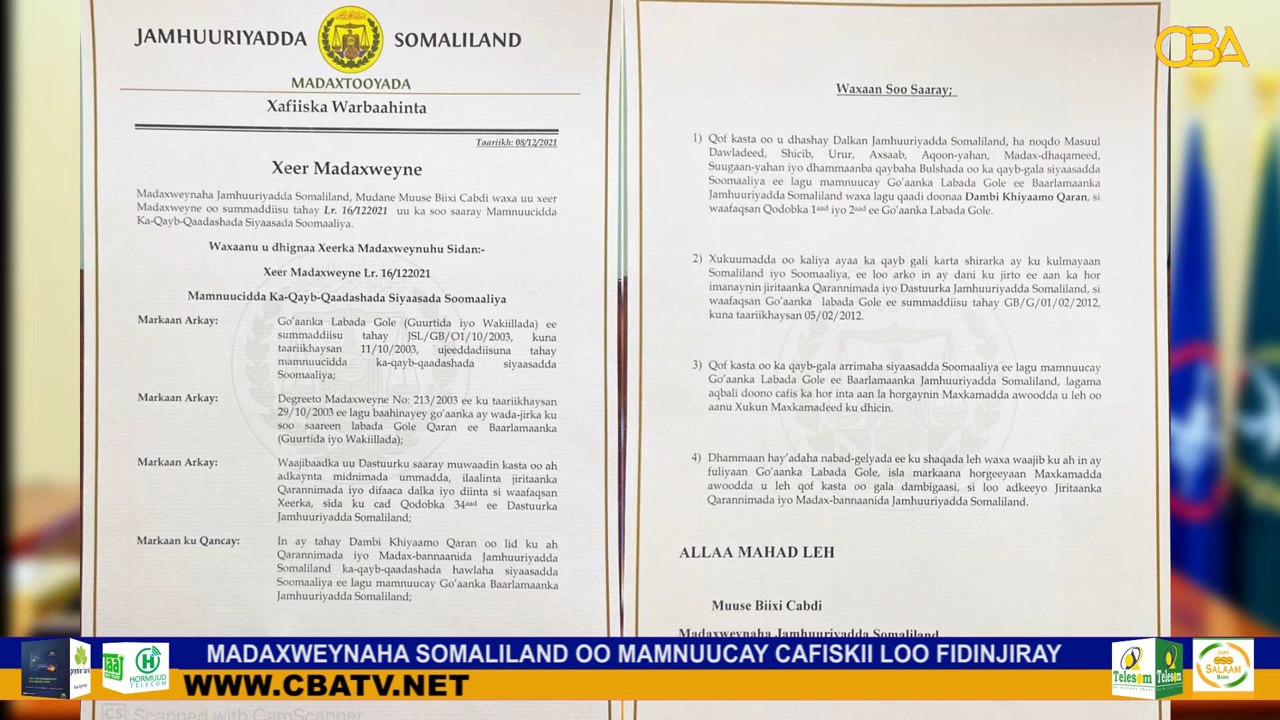 JAMHUURIYADDA SOMALILAND
MADAXTOOYADA
Xafiiska Warbaahinta
Taariikh: 08/12/2021
Xeer Madaxweyne
Madaxweynaha Jamhuuriyadda Somaliland, Mudane Muuse Biixi Cabdi waxa uu xeer
Madaxweyne oo summaddiisu tahay Lr. 16/122021 uu ka soo saaray Mamnuucidda
Ka-Qayb-Qaadashada Siyaasada Soomaaliya.
Waxaanu u dhignaa Xeerka Madaxweynuhu Sidan:-
Xeer Madaxweyne Lr. 16/122021
Mamnuucidda Ka-Qayb-Qaadashada Siyaasada Soomaaliya
Markaan Arkay: Go'aanka Labada Gole (Guurtida iyo Wakiillada) ee
summaddiisu tahay JSL/GB/O1/10/2003, kuna
taariikhaysan 11/10/2003, ujeeddadiisuna tahay
mamnuucidda ka-qayb-qaadashada siyaasadda
Soomaaliya;
Markaan Arkay: Degreeto Madaxweyne No: 213/2003 ee ku taariikhaysan
29/10/2003 ee lagu baahinayey go'aanka ay wada-jirka ku
soo saareen labada Gole Qaran ee Baarlamaanka
(Guurtida iyo Wakiillada);
Markaan Arkay: Waajibaadka uu Dastuurku saaray muwaadin kasta oo ah
adkaynta midnimada ummadda, ilaalinta jiritaanka
Qarannimada iyo difaaca dalka iyo diinta si waafaqsan
Xeerka, sida ku cad Qodobka 34aad ee Dastuurka
Jamhuuriyadda Somaliland;
Markaan ku Qancay: In ay tahay Dambi Khiyaamo Qaran oo lid ku ah
Qarannimada iyo Madax-bannaanida Jamhuuriyadda
Somaliland ka-qayb-qaadashada hawlaha siyaasadda
Soomaaliya ee lagu mamnuucay Go'aanka Baarlamaanka
Jamhuuriyadda Somaliland;
CS Scanned with CamScanner
Waxaan Soo Saaray;
1) Qof kasta oo u dhashay Dalkan Jamhuuriyadda Somaliland, ha noqdo Masuul
Dawladeed, Shicib, Urur, Axsaab, Aqoon-yahan, Madax-dhaqameed,
Suugaan-yahan iyo dhammaanba qaybaha Bulshada oo ka qayb-gala siyaasadda
Soomaaliya ee lagu mamnuucay Go'aanka Labada Gole ee Baarlamaanka
Jamhuuriyadda Somaliland waxa lagu qaadi doonaa Dambi Khiyaamo Qaran, si
waafaqsan Qodobka 1aad iyo 2aad ee Go'aanka Labada Gole.
2) Xukuumadda oo kaliya ayaa ka qayb gali karta shirarka ay ku kulmayaan
Somaliland iyo Soomaaliya, ee loo arko in ay dani ku jirto ee aan ka hor
imanaynin jiritaanka Qarannimada iyo Dastuurka Jamhuuriyadda Somaliland, si
waafaqsan Go'aanka labada Gole ee summaddiisu tahay GB/G/01/02/2012,
kuna taariikhaysan 05/02/2012.
3) Qof kasta oo ka qayb-gala arrimaha siyaasadda Soomaaliya ee lagu mamnuucay
Go'aanka Labada Gole ee Baarlamaanka Jamhuuriyadda Somaliland, lagama
aqbali doono cafis ka hor inta aan la horgaynin Maxkamadda awoodda u leh oo
aanu Xukun Maxkamadeed ku dhicin.
4) Dhammaan hay'adaha nabad-gelyada ee ku shaqada leh waxa waajib ku ah in ay
fuliyaan Go'aanka Labada Gole, isla markaana horgeeyaan Maxkamadda
awoodda u leh qof kasta oo gala dambigaasi, si loo adkeeyo Jiritaanka
Qarannimada iyo Madax-bannaanida Jamhuuriyadda Somaliland.
ALLAA MAHAD LEH
Muuse Biixi Cabdi
Madaxweynaha Jamhuuriyadda Somaliland
CBA
MADAXWEYNAHA SOMALILAND OO MAMNUUCAY CAFISKII LOO FIDINJIRAY
WWW.CBATV.NET
Taaj
HORMUUD
TELECOM
Telesom
Telesom
SALAAM
BANK